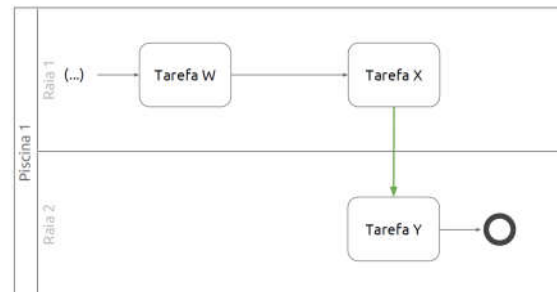 Piscina 1
Raia 1
(...)
Tarefa W
Tarefa X
Raia 2
Tarefa Y